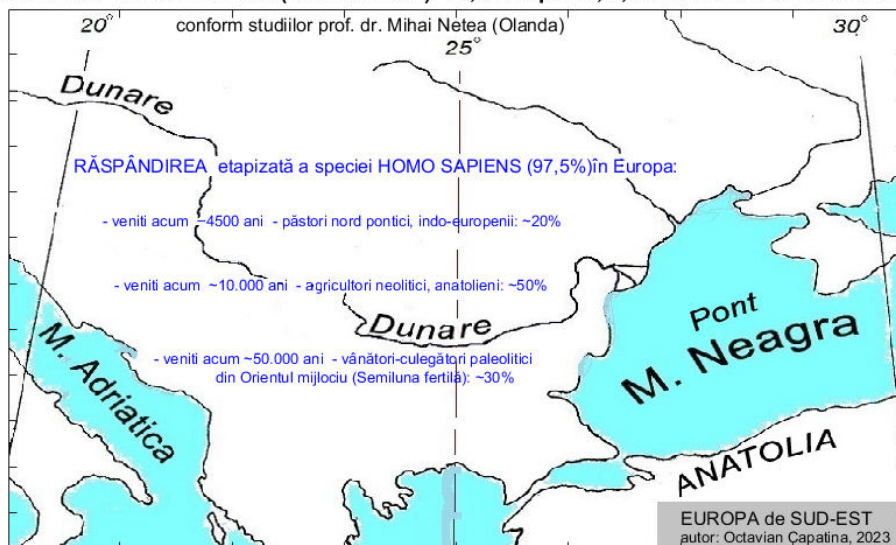 20°
conform studiilor prof. dr. Mihai Netea (Olanda)
25°
30°
Dunare
RĂSPÂNDIREA etapizată a speciei HOMO SAPIENS (97,5%)în Europa:
- veniti acum ~4500 ani - păstori nord pontici, indo-europenii: ~20%
- veniti acum ~10.000 ani - agricultori neolitici, anatolieni: ~50%
Dunare
Pont
M. Neagra
M. Adriatica
- veniti acum ~50.000 ani - vânători-culegători paleolitici
din Orientul mijlociu (Semiluna fertilă): ~30%
ANATOLIA
EUROPA de SUD-EST
autor: Octavian Căpatina, 2023